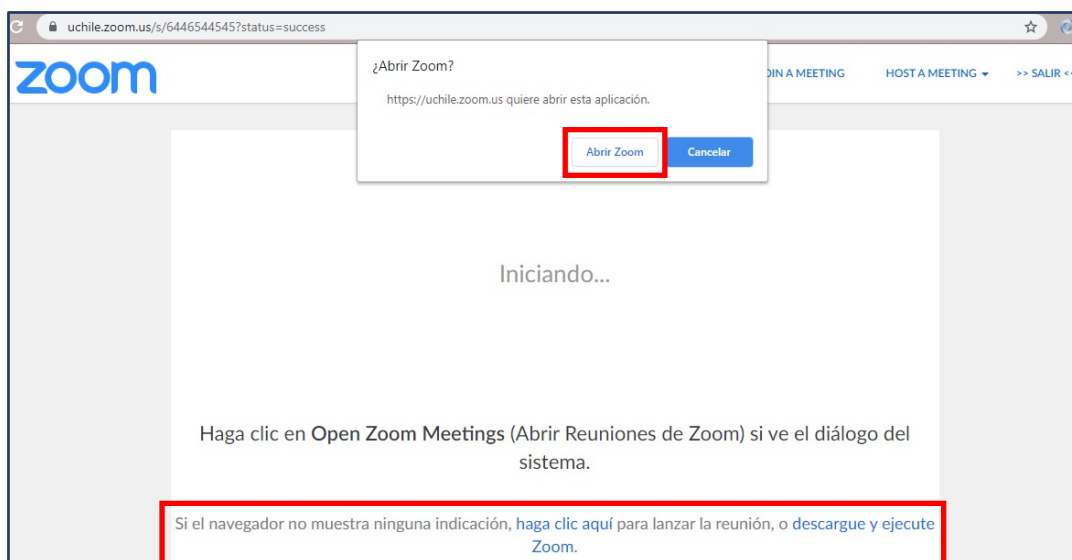 uchile.zoom.us/s/6446544545?status=success
zoom
¿Abrir Zoom?
https://uchile.zoom.us quiere abrir esta aplicación.
Abrir Zoom
Cancelar
A MEETING
HOST A MEETING
>> SALIR <
Iniciando...
Haga clic en Open Zoom Meetings (Abrir Reuniones de Zoom) si ve el diálogo del
sistema.
Si el navegador no muestra ninguna indicación, haga clic aquí para lanzar la reunión, o descargue y ejecute
Zoom.